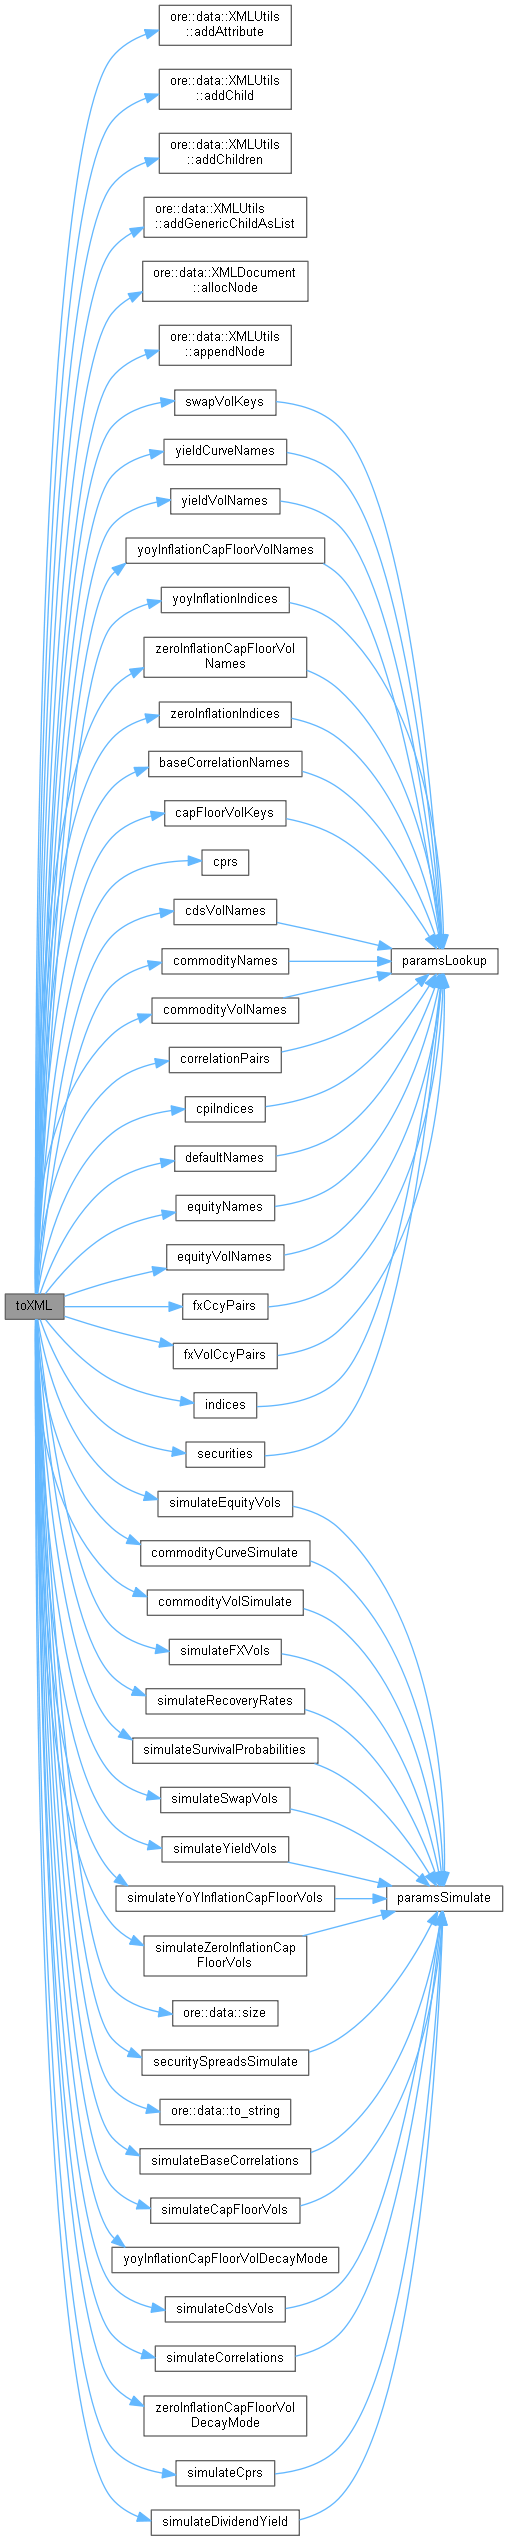 ore::data::XMLUtils
::addAttribute
ore::data::XMLUtils
::addChild
ore::data::XMLUtils
::addChildren
ore::data::XMLUtils
::addGenericChildAsList
ore::data::XMLDocument
::allocNode
ore::data::XMLUtils
::appendNode
swapVolKeys
yieldCurveNames
yieldVolNames
yoyInflationCapFloorVolNames
yoyInflationIndices
zeroInflationCapFloorVol
Names
zeroInflationIndices
baseCorrelationNames
capFloorVolKeys
cprs
cdsVolNames
commodityNames
paramsLookup
commodityVolNames
correlationPairs
cpiIndices
defaultNames
equityNames
equityVolNames
toXML
fxCcyPairs
fxVolCcyPairs
indices
securities
simulateEquityVols
commodityCurveSimulate
commodityVolSimulate
simulateFXVols
simulateRecoveryRates
simulateSurvivalProbabilities
simulateSwapVols
simulateYieldVols
simulateYoYInflationCapFloorVols
paramsSimulate
simulateZeroInflationCap
FloorVols
ore::data::size
securitySpreadsSimulate
ore::data::to_string
simulateBaseCorrelations
simulateCapFloorVols
yoyInflationCapFloorVolDecayMode
simulateCdsVols
simulateCorrelations
zeroInflationCapFloorVol
DecayMode
simulateCprs
simulateDividendYield